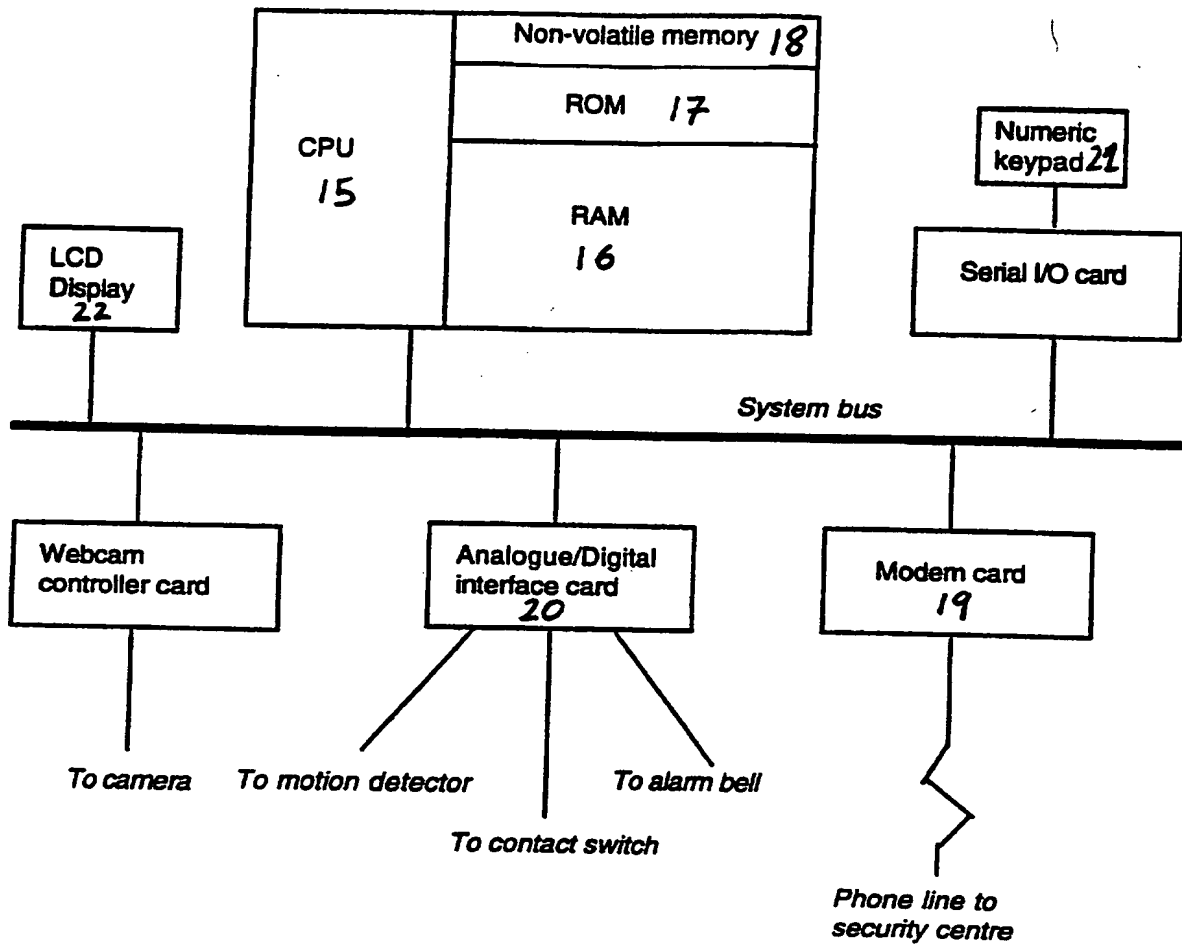 Non-volatile memory 18
ROM 17
CPU
15
RAM
16
Numeric
keypad 21
LCD
Display
22
Serial I/O card
System bus
Webcam
controller card
Analogue/Digital
interface card
20
Modem card
19
To camera
To motion detector
To alarm bell
To contact switch
Phone line to
security centre